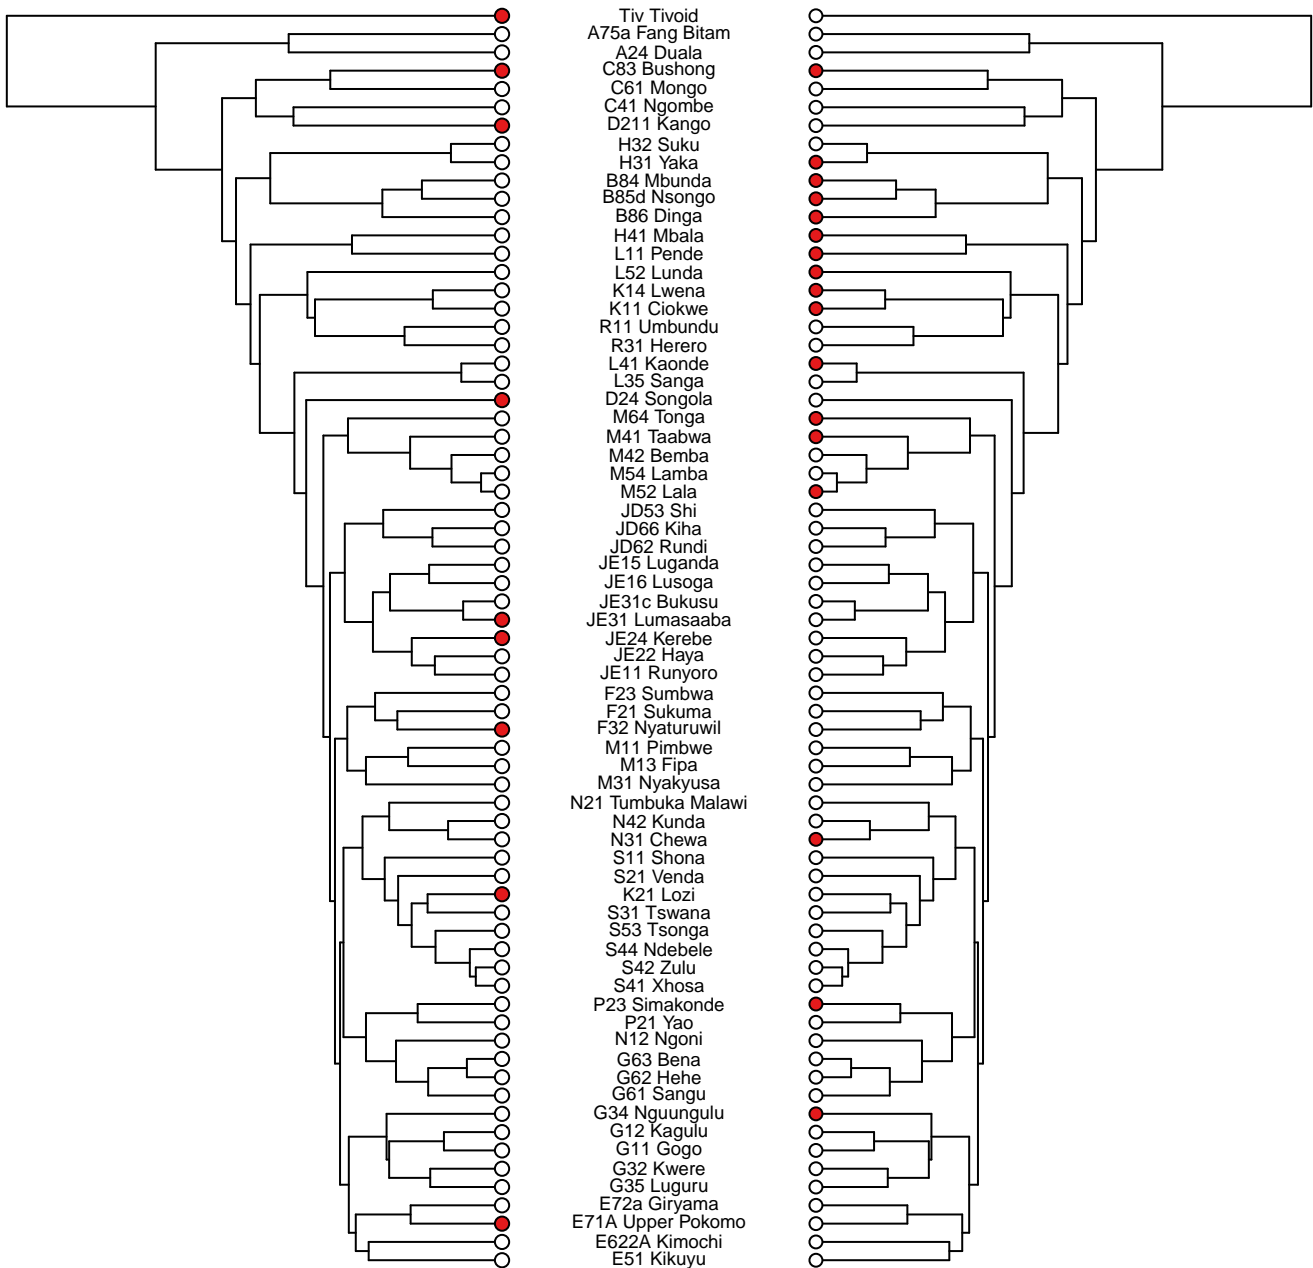 Tiv Tivoid
A75a Fang Bitam
A24 Duala
C83 Bushong
C61 Mongo
C41 Ngombe
D211 Kango
H32 Suku
H31 Yaka
B84 Mbunda
B85d Nsongo
B86 Dinga
H41 Mbala
L11 Pende
L52 Lunda
K14 Lwena
K11 Ciokwe
R11 Umbundu
R31 Herero
L41 Kaonde
L35 Sanga
D24 Songola
M64 Tonga
M41 Taabwa
M42 Bemba
M54 Lamba
M52 Lala
JD53 Shi
JD66 Kiha
JD62 Rundi
JE15 Luganda
JE16 Lusoga
JE31c Bukusu
JE31 Lumasaaba
JE24 Kerebe
JE22 Haya
JE11 Runyoro
F23 Sumbwa
F21 Sukuma
F32 Nyaturuwil
M11 Pimbwe
M13 Fipa
M31 Nyakyusa
N21 Tumbuka Malawi
N42 Kunda
N31 Chewa
S11 Shona
S21 Venda
K21 Lozi
S31 Tswana
S53 Tsonga
S44 Ndebele
S42 Zulu
S41 Xhosa
P23 Simakonde
P21 Yao
N12 Ngoni
G63 Bena
G62 Hehe
G61 Sangu
G34 Nguungulu
G12 Kagulu
G11 Gogo
G32 Kwere
G35 Luguru
E72a Giryama
E71A Upper Pokomo
E622A Kimochi
E51 Kikuyu